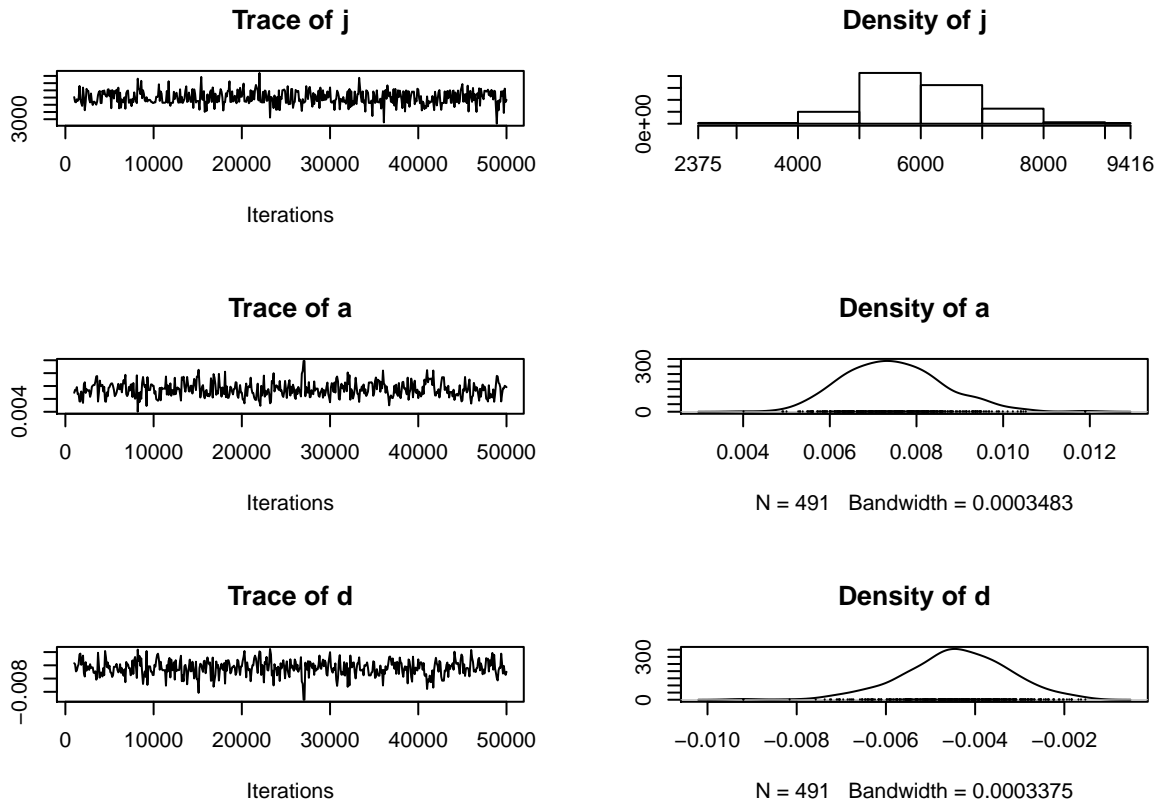 Trace of j
3000
0 10000 20000 30000 40000 50000
Iterations
Density of j
0e+00
2375 4000 6000 8000 9416
Trace of a
0.004
0 10000 20000 30000 40000 50000
Iterations
Density of a
300
0
0.004 0.006 0.008 0.010 0.012
N = 491 Bandwidth = 0.0003483
Trace of d
−0.008
0 10000 20000 30000 40000 50000
Iterations
Density of d
300
0
−0.010 −0.008 −0.006 −0.004 −0.002
N = 491 Bandwidth = 0.0003375